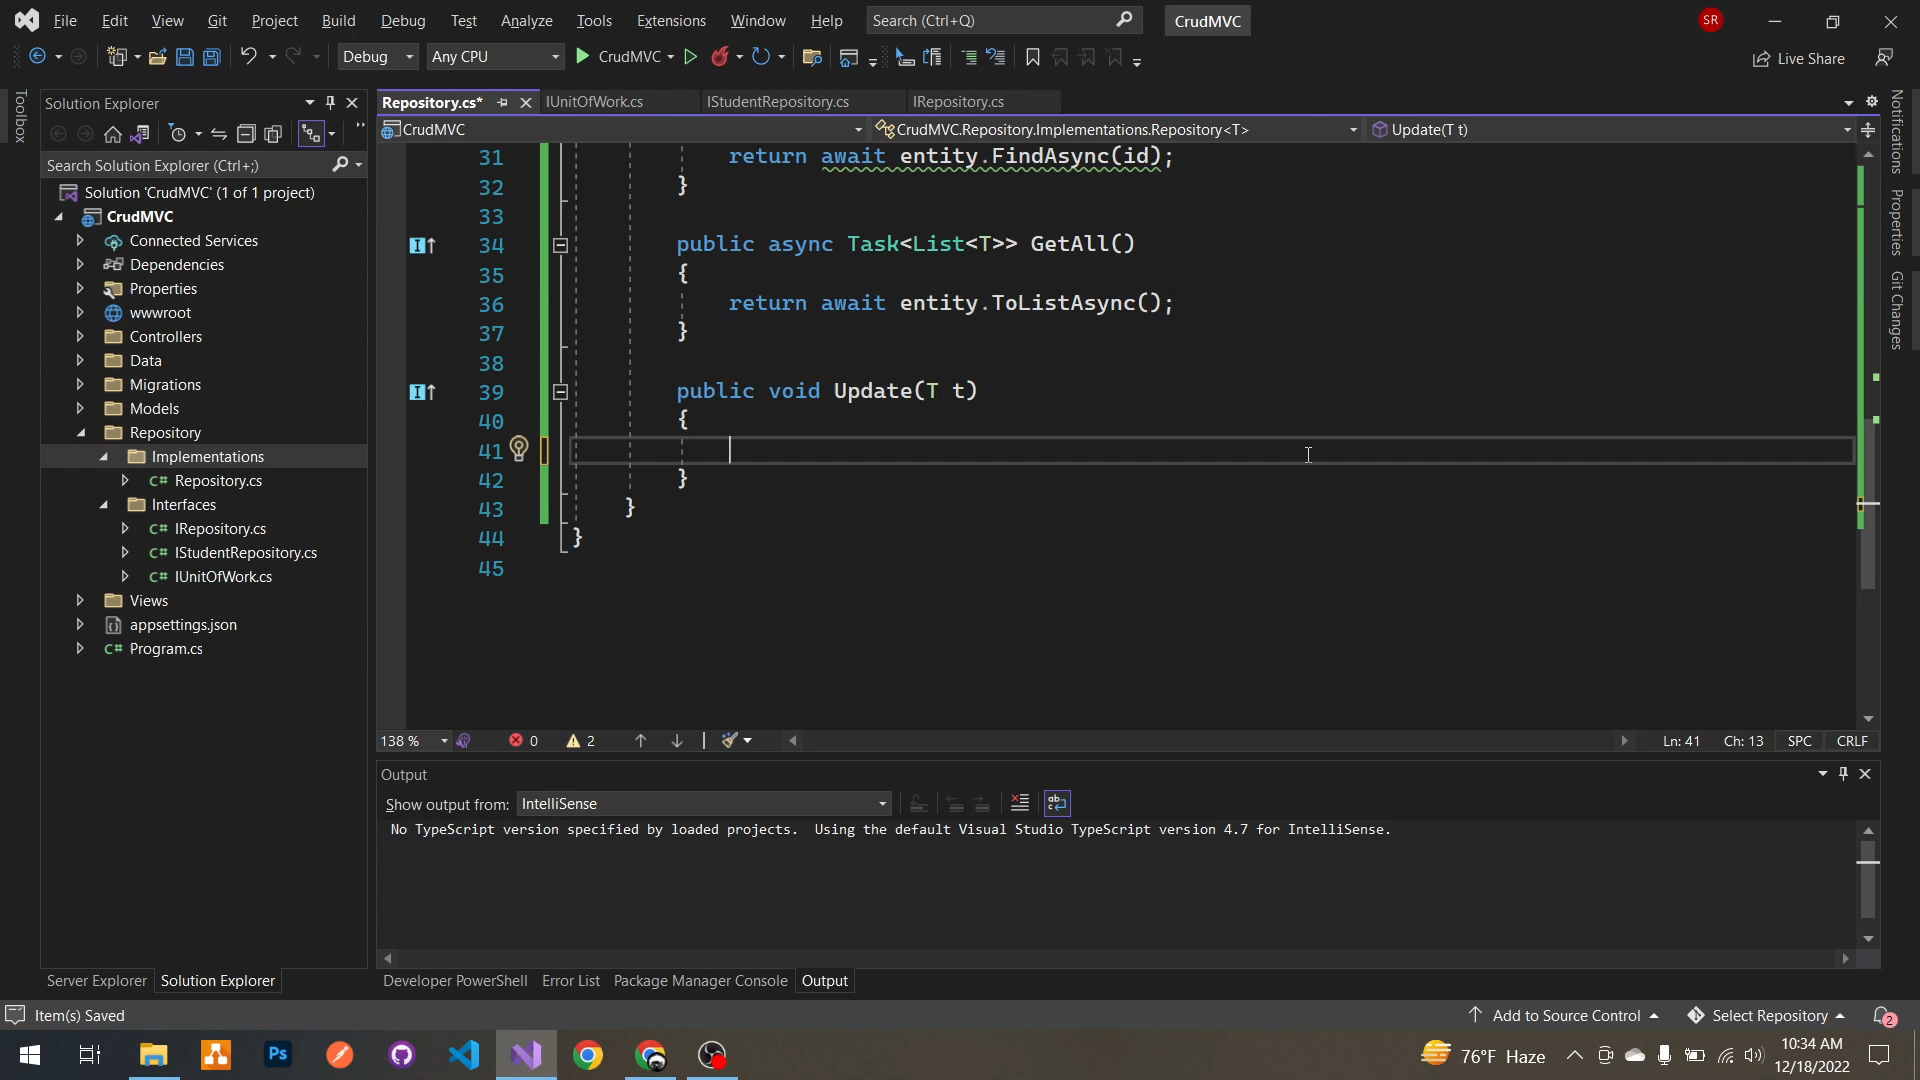 File Edit View Git Project Build Debug Test Analyze Tools Extensions Window Help Search (Ctrl+Q) CrudMVC SR
Debug Any CPU CrudMVC Live Share
Toolbox
Solution Explorer
Search Solution Explorer (Ctrl+;)
Solution 'CrudMVC' (1 of 1 project)
CrudMVC
Connected Services
Dependencies
Properties
wwwroot
Controllers
Data
Migrations
Models
Repository
Implementations
C# Repository.cs
Interfaces
C# IRepository.cs
C# IStudentRepository.cs
C# IUnitOfWork.cs
Views
appsettings.json
C# Program.cs
Server Explorer Solution Explorer
Repository.cs* IUnitOfWork.cs IStudentRepository.cs IRepository.cs
CrudMVC CrudMVC.Repository.Implementations.Repository<T> Update(T t)
31 return await entity.FindAsync(id);
32 }
33
34 public async Task<List<T>> GetAll()
35 {
36 return await entity.ToListAsync();
37 }
38
39 public void Update(T t)
40 {
41
42 }
43 }
44 }
45
138 % 0 2 Ln: 41 Ch: 13 SPC CRLF
Output
Show output from: IntelliSense
No TypeScript version specified by loaded projects.  Using the default Visual Studio TypeScript version 4.7 for IntelliSense.
Developer PowerShell Error List Package Manager Console Output
Notifications
Properties
Git Changes
Item(s) Saved Add to Source Control Select Repository 2
Ps 76°F Haze 10:34 AM
12/18/2022